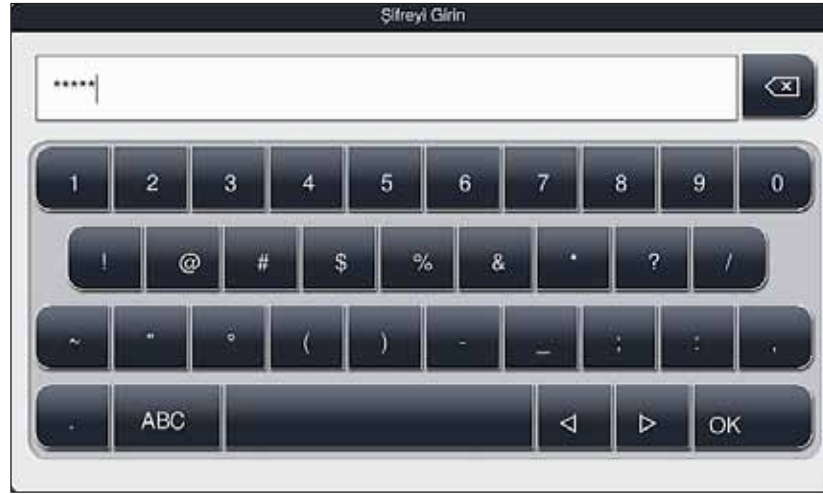 Şifreyi Girin
*****
1 2 3 4 5 6 7 8 9 0
! @ # $ % & * ? /
~ " ° ( ) - _ ; : ,
. ABC OK